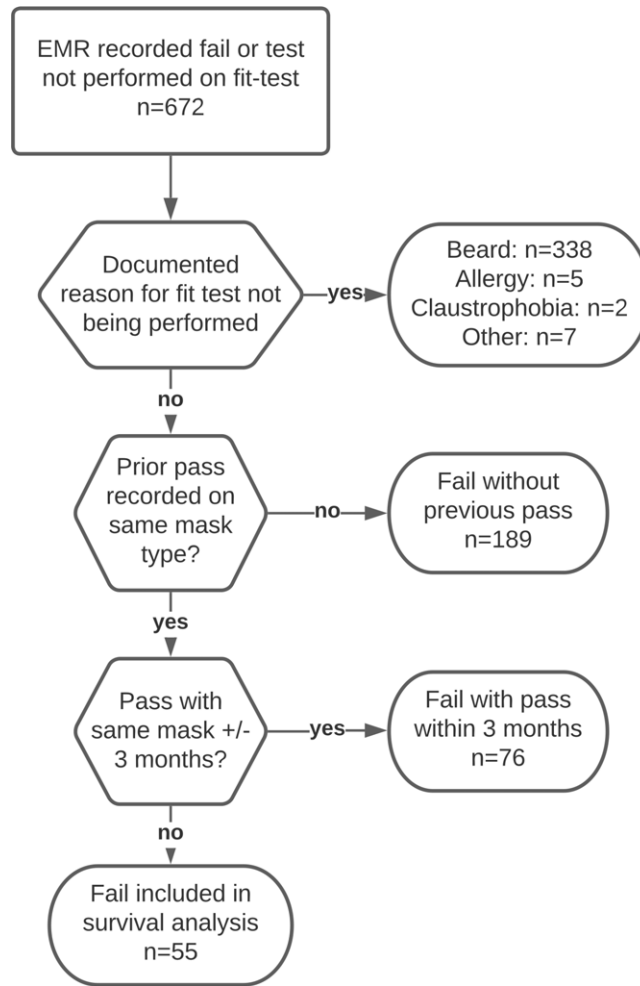 EMR recorded fail or test
not performed on fit-test
n=672
Documented
reason for fit test not
being performed
yes
Beard: n=338
Allergy: n=5
Claustrophobia: n=2
Other: n=7
no
Prior pass
recorded on
same mask
type?
no
Fail without
previous pass
n=189
yes
Pass with
same mask +/-
3 months?
yes
Fail with pass
within 3 months
n=76
no
Fail included in
survival analysis
n=55